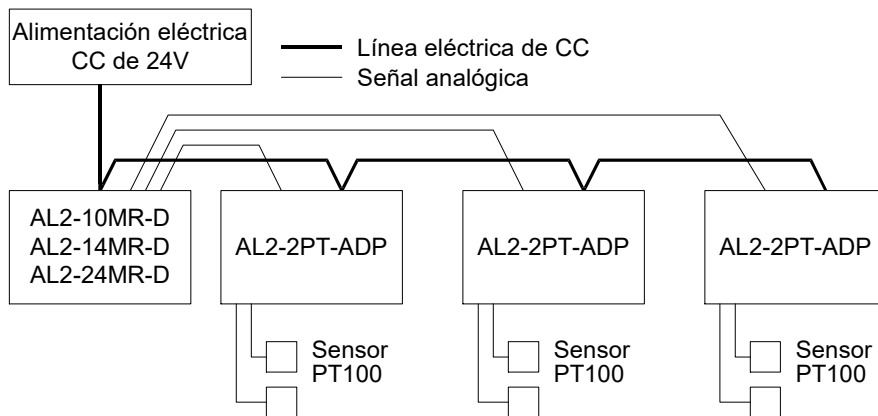 Alimentación eléctrica
CC de 24V
Línea eléctrica de CC
Señal analógica
AL2-10MR-D
AL2-14MR-D
AL2-24MR-D
AL2-2PT-ADP
AL2-2PT-ADP
AL2-2PT-ADP
Sensor
PT100
Sensor
PT100
Sensor
PT100